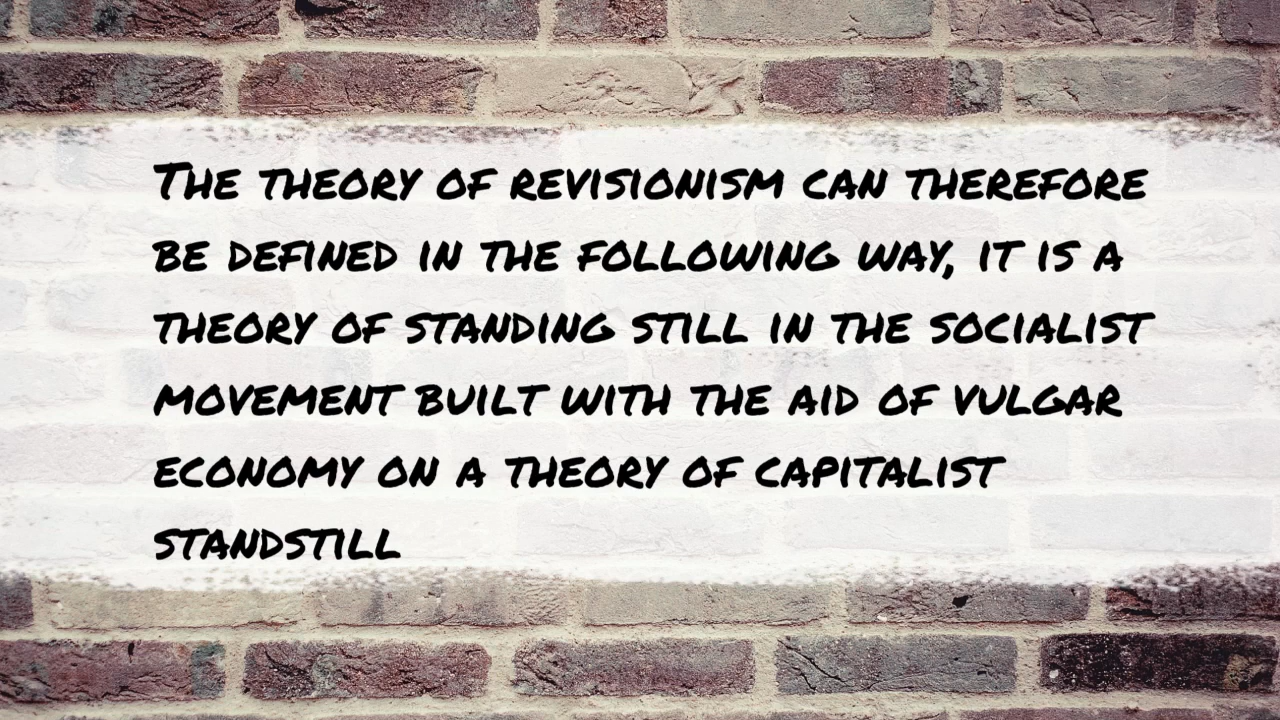 The theory of revisionism can therefore
be defined in the following way, it is a
theory of standing still in the socialist
movement built with the aid of vulgar
economy on a theory of capitalist
standstill